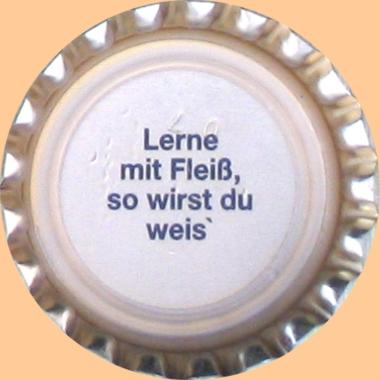 Lerne
mit Fleiß,
so wirst du
weis`